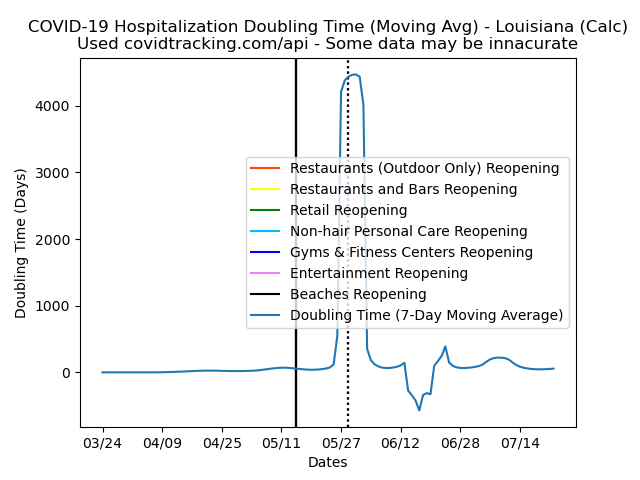 COVID-19 Hospitalization Doubling Time (Moving Avg) - Louisiana (Calc)
Used covidtracking.com/api - Some data may be innacurate
Doubling Time (Days)
4000
3000
2000
1000
0
Restaurants (Outdoor Only) Reopening
Restaurants and Bars Reopening
Retail Reopening
Non-hair Personal Care Reopening
Gyms & Fitness Centers Reopening
Entertainment Reopening
Beaches Reopening
Doubling Time (7-Day Moving Average)
03/24 04/09 04/25 05/11 05/27 06/12 06/28 07/14
Dates